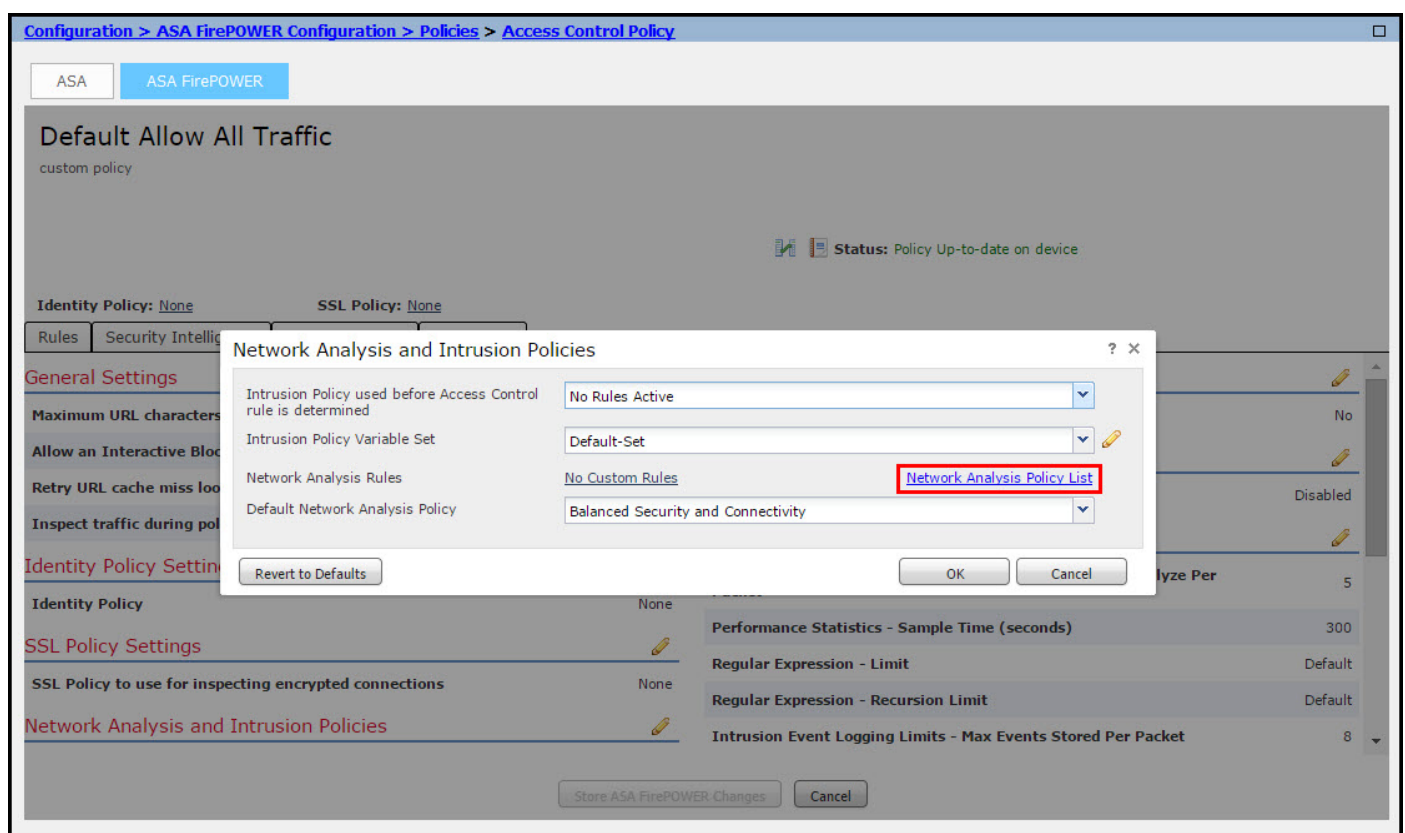 Configuration > ASA FirePOWER Configuration > Policies > Access Control Policy
ASA
ASA FirePOWER
Default Allow All Traffic
custom policy
Status: Policy Up-to-date on device
Identity Policy: None
SSL Policy: None
Rules
Security
Network Analysis and Intrusion Policies
?
Intrusion Policy used before Access Control
rule is determined
No Rules Active
Intrusion Policy Variable Set
Default-Set
Network Analysis Rules
No Custom Rules
Network Analysis Policy List
Default Network Analysis Policy
Balanced Security and Connectivity
Revert to Defaults
OK
Cancel
General Settings
Maximum URL characters
Allow an Interactive
Retry URL cache miss
Inspect traffic during
Identity Policy
Identity Policy
None
SSL Policy Settings
SSL Policy to use for inspecting encrypted connections
None
Network Analysis and Intrusion Policies
No
Disabled
Per
5
Performance Statistics - Sample Time (seconds)
300
Regular Expression - Limit
Default
Regular Expression - Recursion Limit
Default
Intrusion Event Logging Limits - Max Events Stored Per Packet
8
Store ASA FirePOWER Changes
Cancel